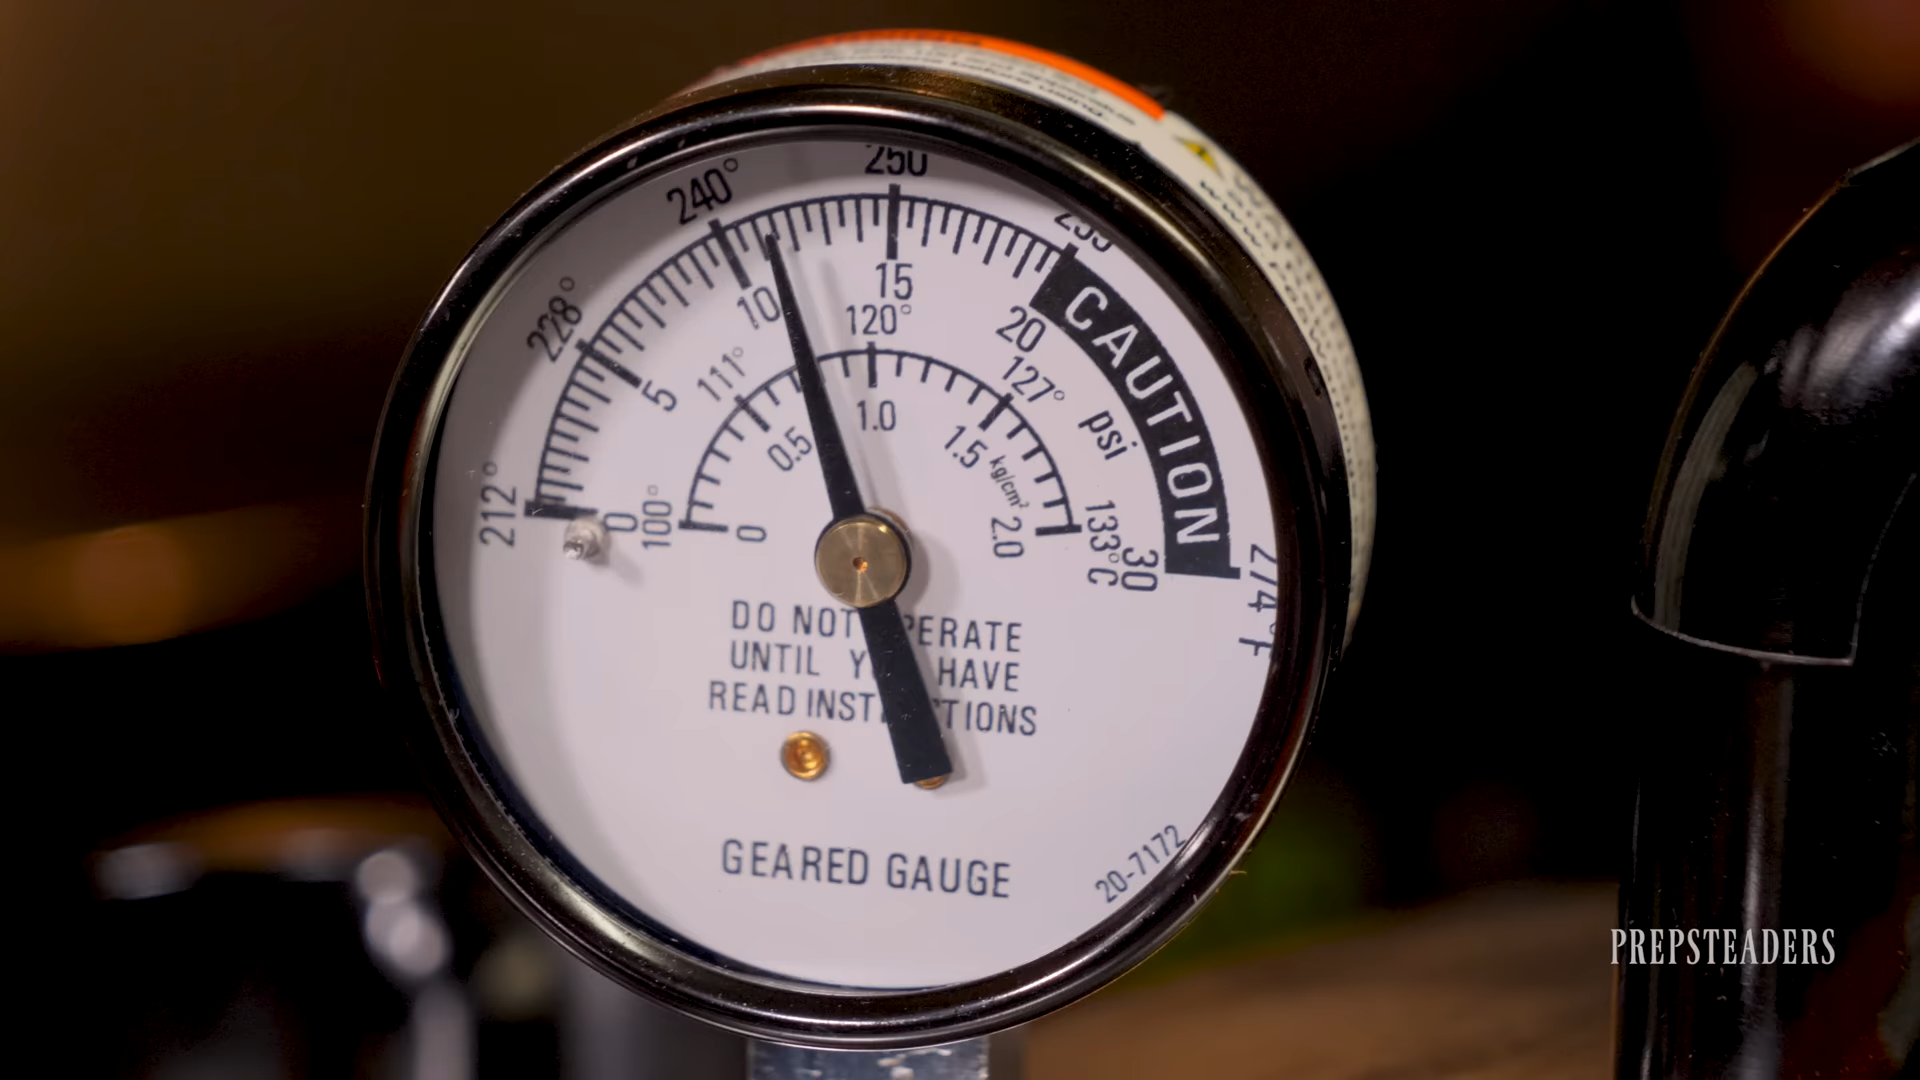 240°
250
228°
10
15
255
120°
20
CAUTION
5
111°
127°
psi
0.5
1.0
1.5
kg/cm²
212°
0
100°
0
2.0
133°C
30
274°F
DO NOT PERATE
UNTIL Y HAVE
READ INST TIONS
GEARED GAUGE
20-7172
PREPSTEADERS